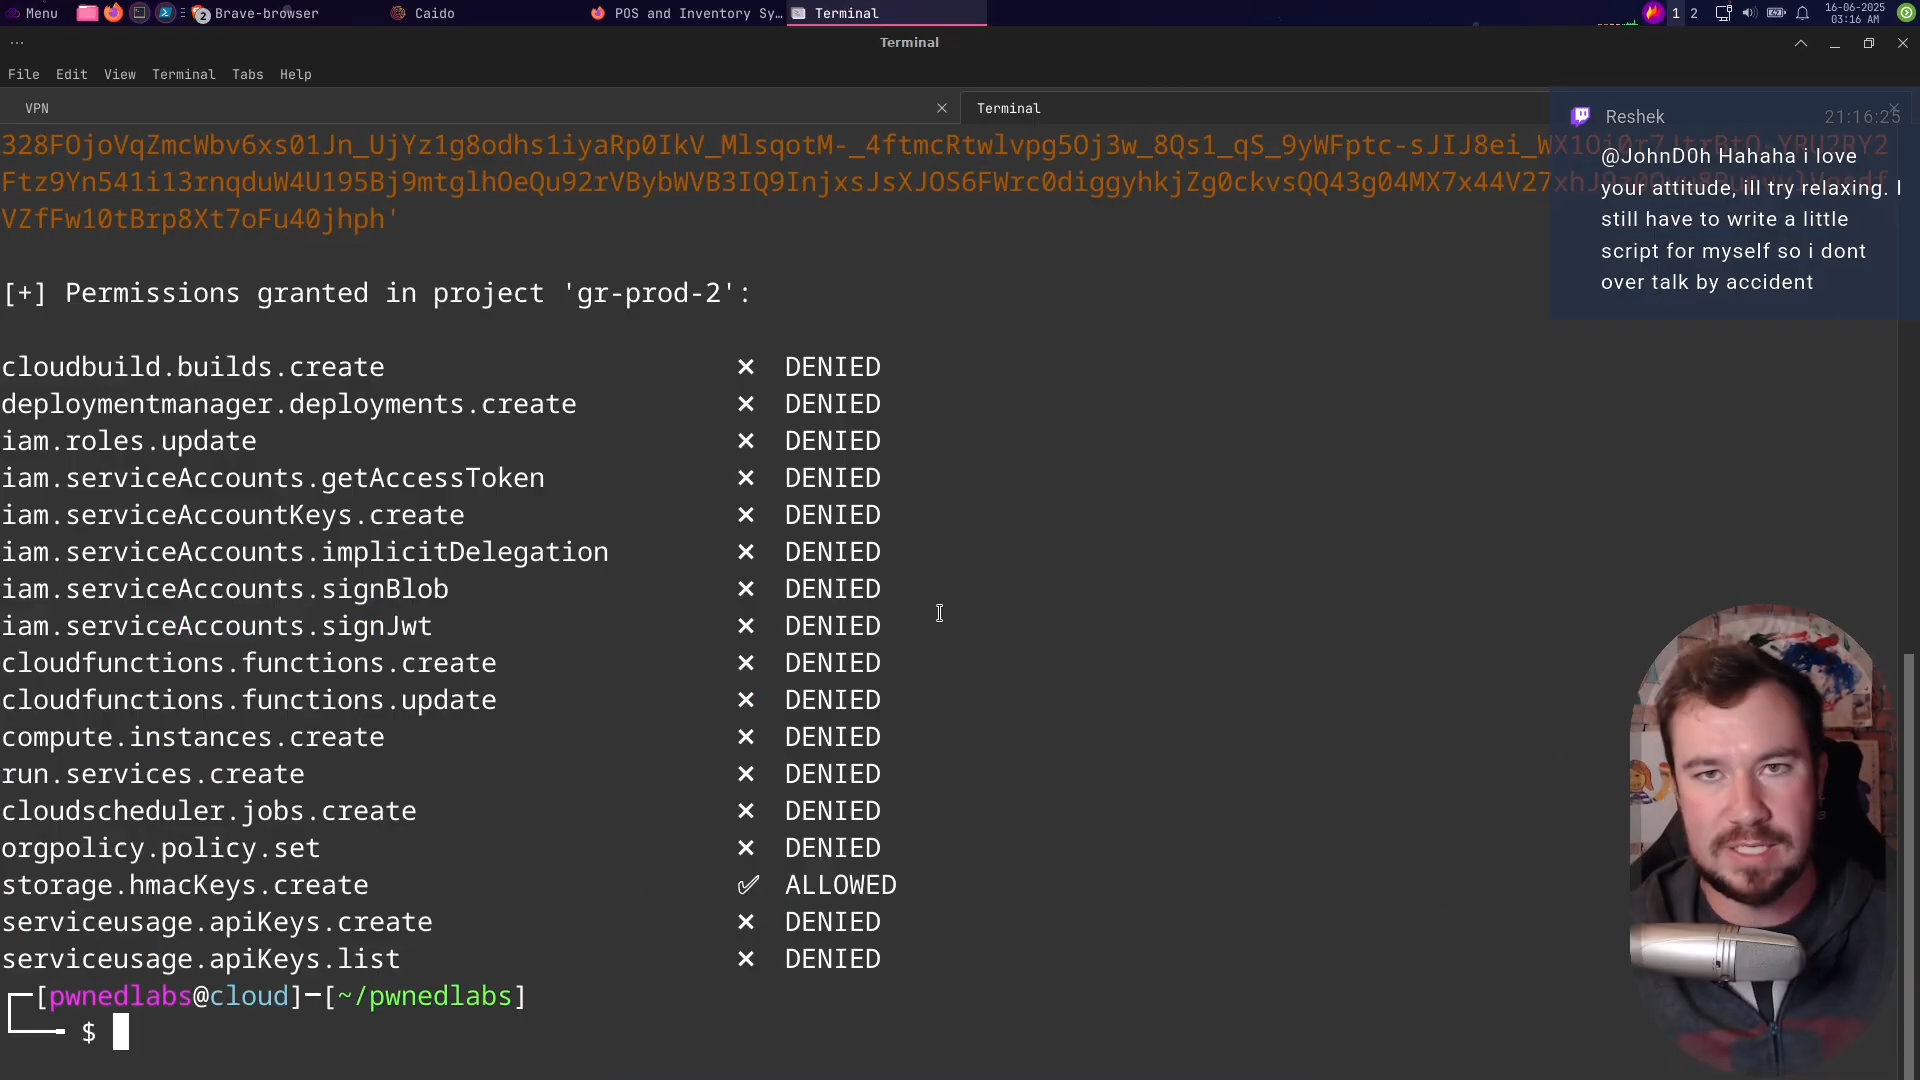 Menu
2
Brave-browser
Caido
POS and Inventory Sy...
Terminal
1 2
16-06-2025
03:16 AM
...
Terminal
File Edit View Terminal Tabs Help
VPN
Terminal
328FOjoVqZmcWbv6xs01Jn_UjYz1g8odhs1iyaRp0IkV_MlsqotM-_4ftmcRtwlvpg5Oj3w_8Qs1_qS_9yWFptc-sJIJ8ei_
Ftz9Yn541i13rnqduW4U195Bj9mtglhOeQu92rVBybWVB3IQ9InjxsJsXJOS6FWrc0diggyhkjZg0ckvsQQ43g04MX7x44V27
VZfFw10tBrp8Xt7oFu40jhph'
Reshek 21:16:25
@JohnD0h Hahaha i love
your attitude, ill try relaxing. I
still have to write a little
script for myself so i dont
over talk by accident
[+] Permissions granted in project 'gr-prod-2':
cloudbuild.builds.create ✕ DENIED
deploymentmanager.deployments.create ✕ DENIED
iam.roles.update ✕ DENIED
iam.serviceAccounts.getAccessToken ✕ DENIED
iam.serviceAccountKeys.create ✕ DENIED
iam.serviceAccounts.implicitDelegation ✕ DENIED
iam.serviceAccounts.signBlob ✕ DENIED
iam.serviceAccounts.signJwt ✕ DENIED
cloudfunctions.functions.create ✕ DENIED
cloudfunctions.functions.update ✕ DENIED
compute.instances.create ✕ DENIED
run.services.create ✕ DENIED
cloudscheduler.jobs.create ✕ DENIED
orgpolicy.policy.set ✕ DENIED
storage.hmacKeys.create ✅ ALLOWED
serviceusage.apiKeys.create ✕ DENIED
serviceusage.apiKeys.list ✕ DENIED
┌─[pwnedlabs@cloud]─[~/pwnedlabs]
└──╼ $